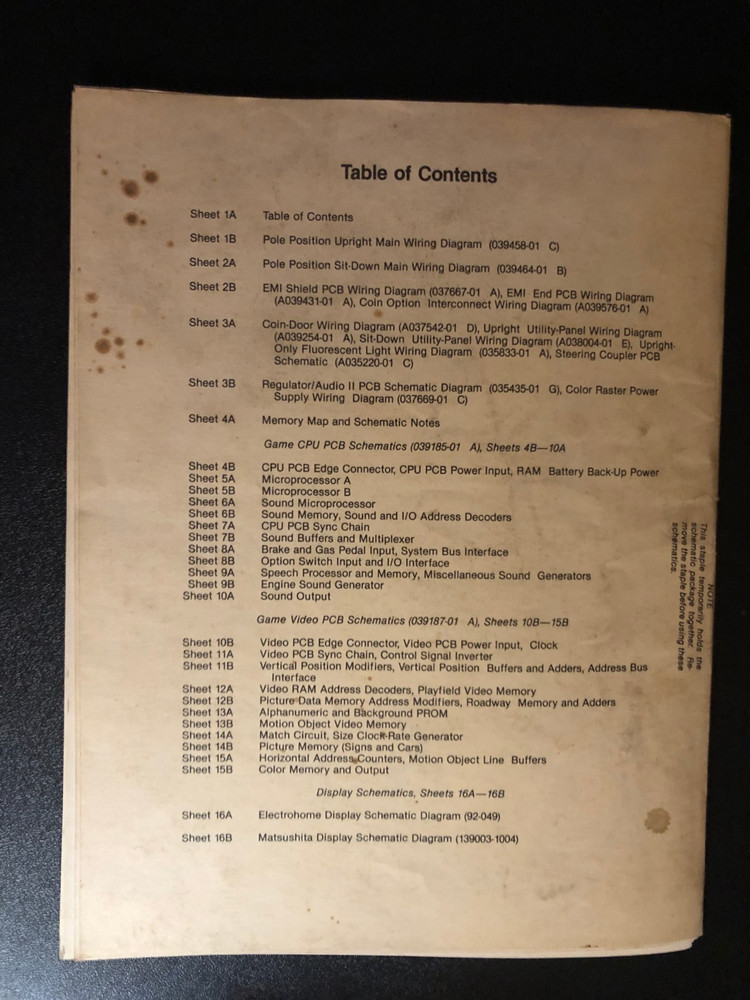 Table of Contents
Sheet 1A Table of Contents
Sheet 1B Pole Position Upright Main Wiring Diagram (039458-01 C)
Sheet 2A Pole Position Sit-Down Main Wiring Diagram (039464-01 B)
Sheet 2B EMI Shield PCB Wiring Diagram (037667-01 A), EMI End PCB Wiring Diagram
(A039431-01 A), Coin Option Interconnect Wiring Diagram (A039576-01 A)
Sheet 3A Coin-Door Wiring Diagram (A037542-01 D), Upright Utility-Panel Wiring Diagram
(A039254-01 A), Sit-Down Utility-Panel Wiring Diagram (A038004-01 E), Upright-
Only Fluorescent Light Wiring Diagram (035833-01 A), Steering Coupler PCB
Schematic (A035220-01 C)
Sheet 3B Regulator/Audio II PCB Schematic Diagram (035435-01 G), Color Raster Power
Supply Wiring Diagram (037669-01 C)
Sheet 4A Memory Map and Schematic Notes
Game CPU PCB Schematics (039185-01 A), Sheets 4B—10A
Sheet 4B CPU PCB Edge Connector, CPU PCB Power Input, RAM Battery Back-Up Power
Sheet 5A Microprocessor A
Sheet 5B Microprocessor B
Sheet 6A Sound Microprocessor
Sheet 6B Sound Memory, Sound and I/O Address Decoders
Sheet 7A CPU PCB Sync Chain
Sheet 7B Sound Buffers and Multiplexer
Sheet 8A Brake and Gas Pedal Input, System Bus Interface
Sheet 8B Option Switch Input and I/O Interface
Sheet 9A Speech Processor and Memory, Miscellaneous Sound Generators
Sheet 9B Engine Sound Generator
Sheet 10A Sound Output
Game Video PCB Schematics (039187-01 A), Sheets 10B—15B
Sheet 10B Video PCB Edge Connector, Video PCB Power Input, Clock
Sheet 11A Video PCB Sync Chain, Control Signal Inverter
Sheet 11B Vertical Position Modifiers, Vertical Position Buffers and Adders, Address Bus
Interface
Sheet 12A Video RAM Address Decoders, Playfield Video Memory
Sheet 12B Picture Data Memory Address Modifiers, Roadway Memory and Adders
Sheet 13A Alphanumeric and Background PROM
Sheet 13B Motion Object Video Memory
Sheet 14A Match Circuit, Size Clock-Rate Generator
Sheet 14B Picture Memory (Signs and Cars)
Sheet 15A Horizontal Address Counters, Motion Object Line Buffers
Sheet 15B Color Memory and Output
Display Schematics, Sheets 16A—16B
Sheet 16A Electrohome Display Schematic Diagram (92-049)
Sheet 16B Matsushita Display Schematic Diagram (139003-1004)
NOTE
This staple temporarily holds the
schematic package together. Re-
move the staple before using these
schematics.